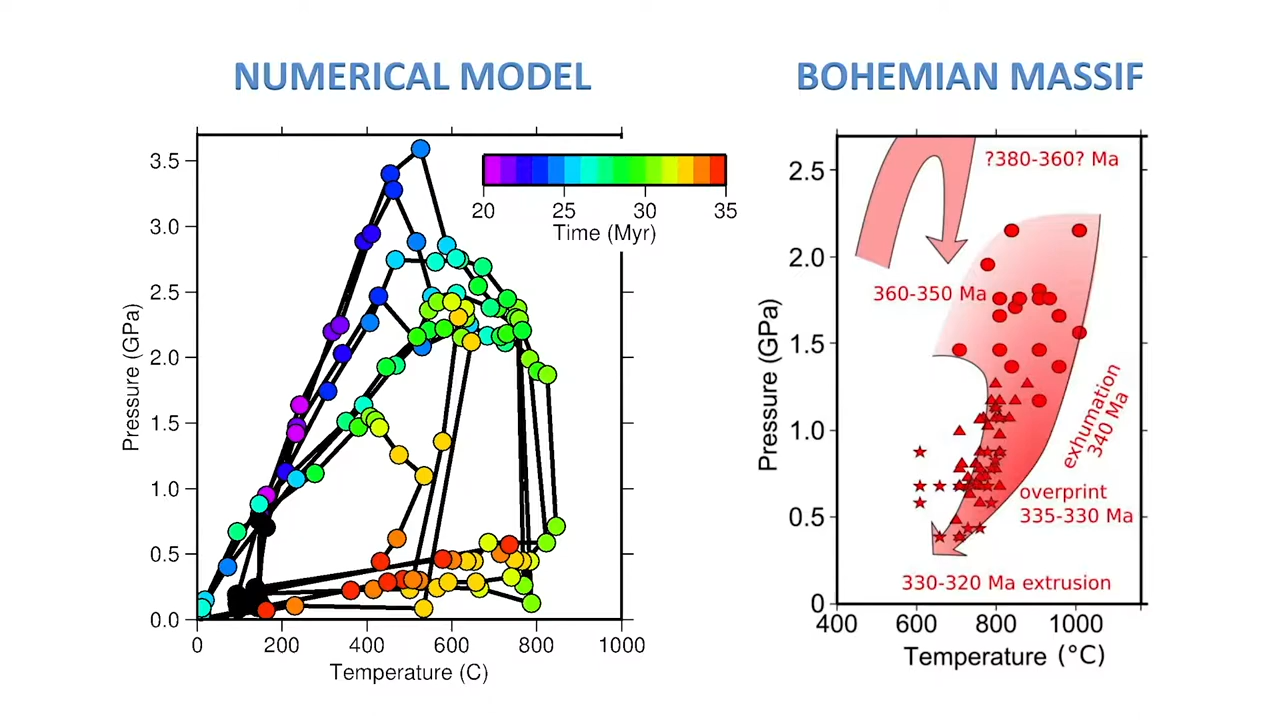 NUMERICAL MODEL
BOHEMIAN MASSIF
3.5
3.0
2.5
2.0
1.5
1.0
0.5
0.0
Pressure (GPa)
20 25 30 35
Time (Myr)
0 200 400 600 800 1000
Temperature (C)
2.5
2.0
1.5
1.0
0.5
0
Pressure (GPa)
?380-360? Ma
360-350 Ma
exhumation
340 Ma
overprint
335-330 Ma
330-320 Ma extrusion
400 600 800 1000
Temperature (°C)